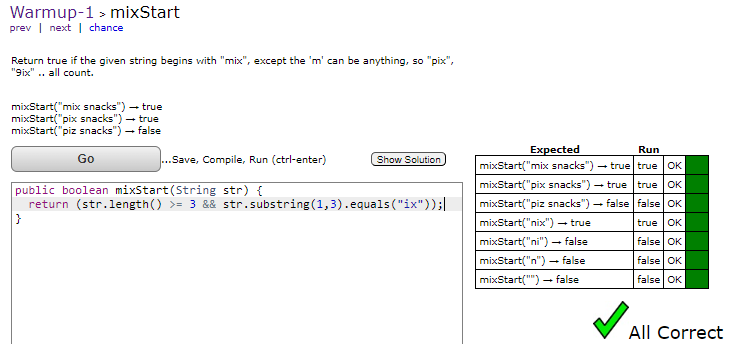 Warmup-1 > mixStart
prev | next | chance
Return true if the given string begins with "mix", except the 'm' can be anything, so "pix",
"9ix" .. all count.
mixStart("mix snacks") → true
mixStart("pix snacks") → true
mixStart("piz snacks") → false
Go ...Save, Compile, Run (ctrl-enter) Show Solution
public boolean mixStart(String str) {
return (str.length() >= 3 && str.substring(1,3).equals("ix"));
}
Expected Run
mixStart("mix snacks") → true true OK
mixStart("pix snacks") → true true OK
mixStart("piz snacks") → false false OK
mixStart("nix") → true true OK
mixStart("ni") → false false OK
mixStart("n") → false false OK
mixStart("") → false false OK
All Correct